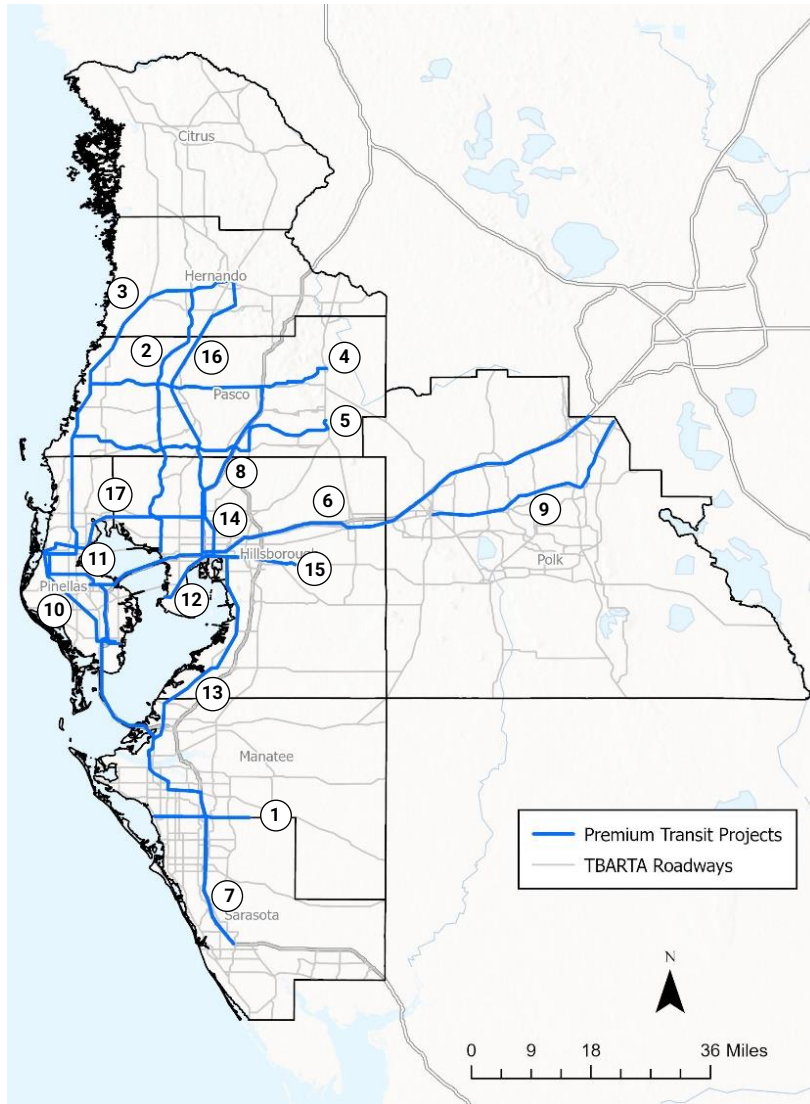 Citrus
Hernando
3
2
16
4
Pasco
5
8
17
6
14
9
Hillsborough
11
15
Polk
Pinellas
12
10
13
Manatee
1
Premium Transit Projects
TBARTA Roadways
7
Sarasota
N
0 9 18 36 Miles